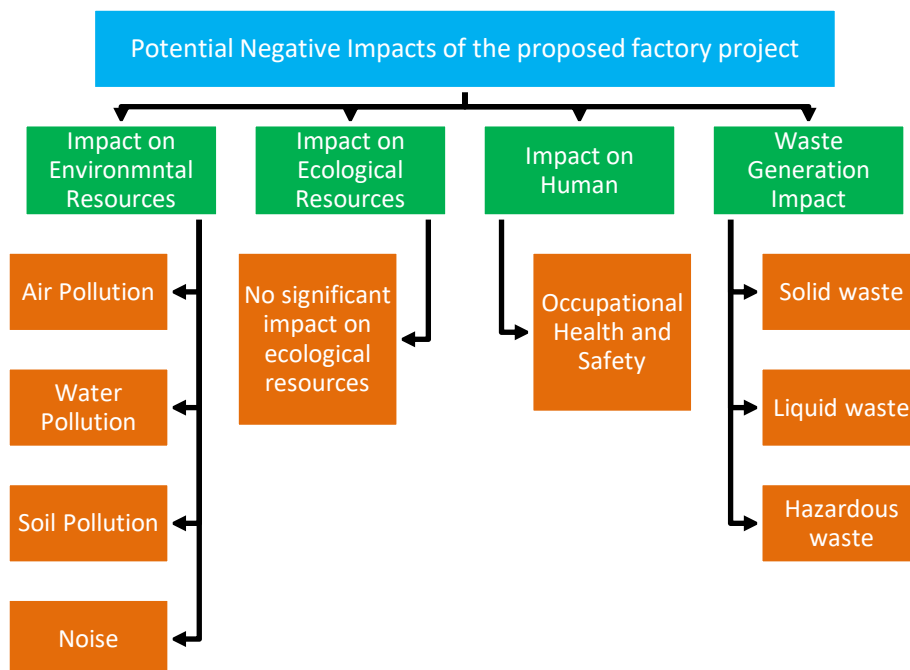 Potential Negative Impacts of the proposed factory project
Impact on
Environmntal
Resources
Impact on
Ecological
Resources
Impact on
Human
Waste
Generation
Impact
Air Pollution
Water
Pollution
Soil Pollution
Noise
No significant
impact on
ecological
resources
Occupational
Health and
Safety
Solid waste
Liquid waste
Hazardous
waste